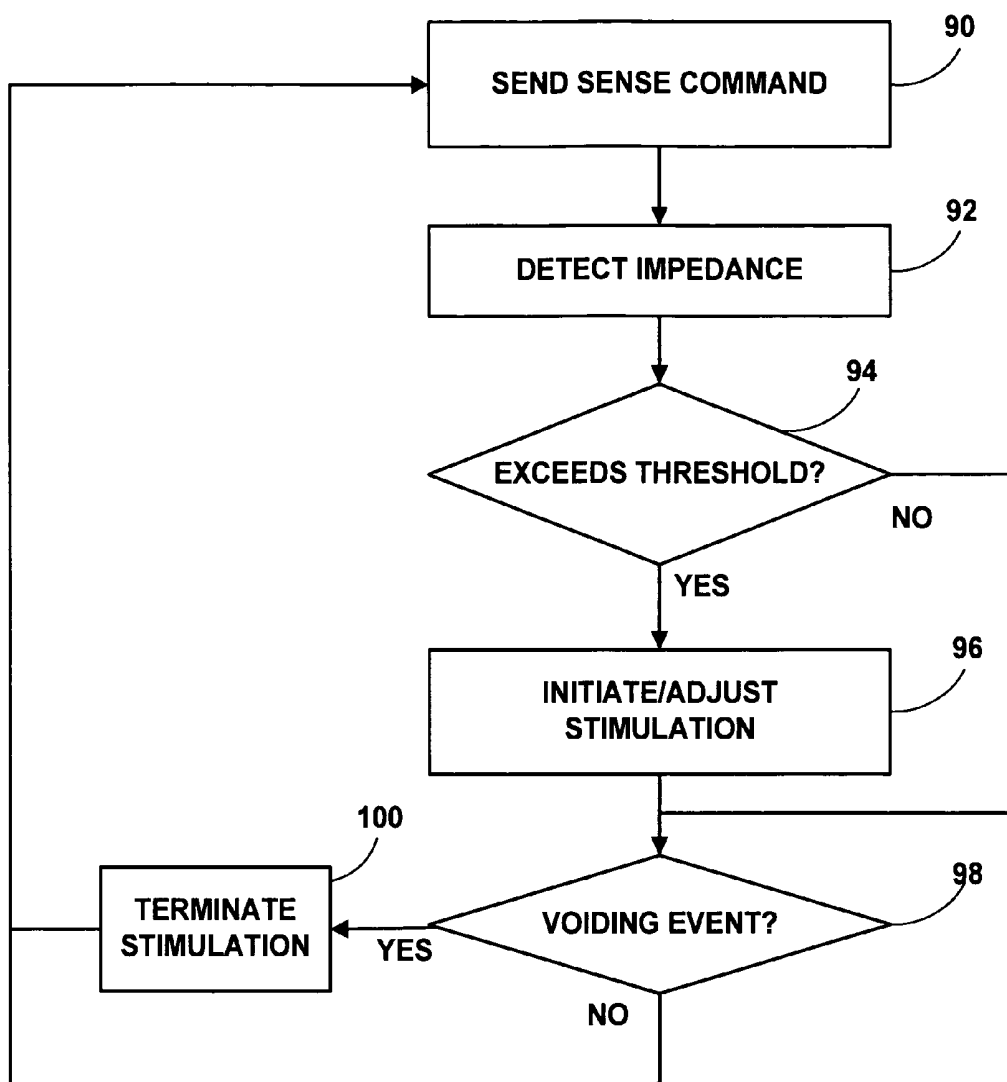 90
SEND SENSE COMMAND
92
DETECT IMPEDANCE
94
EXCEEDS THRESHOLD?
NO
YES
96
INITIATE/ADJUST
STIMULATION
100
98
TERMINATE
STIMULATION
YES
VOIDING EVENT?
NO